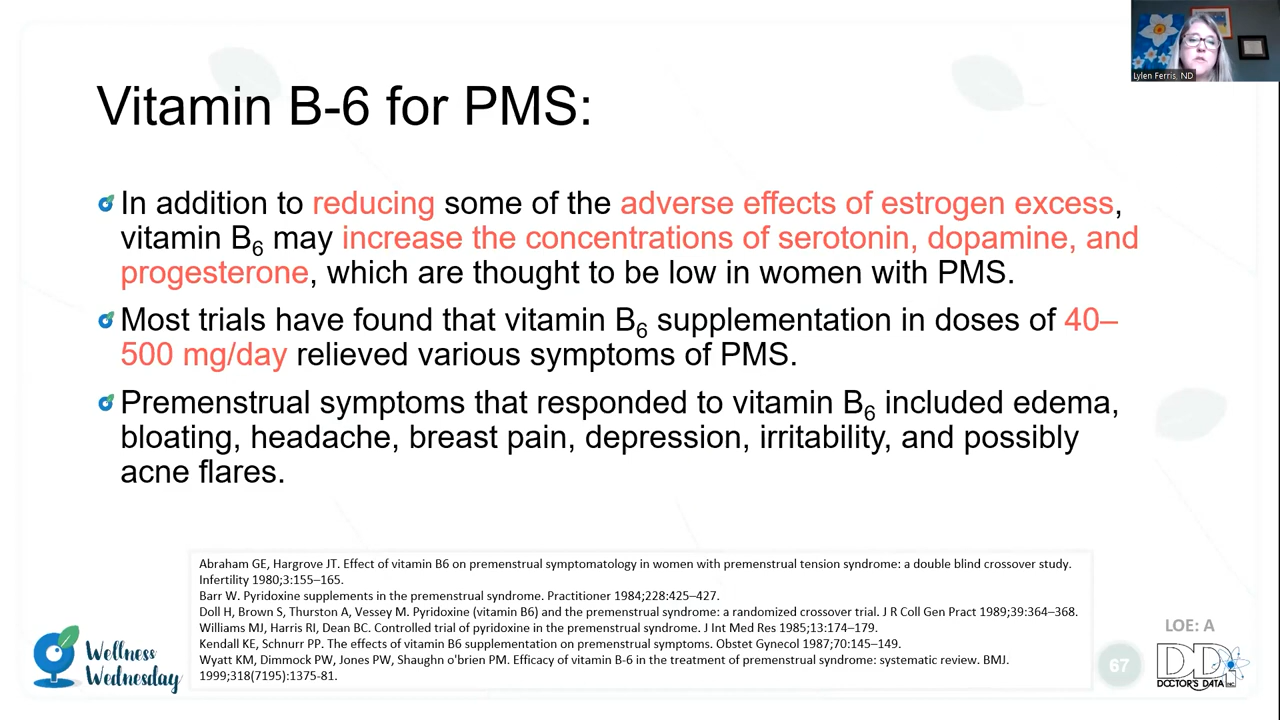 Lylen Ferris, ND
Vitamin B-6 for PMS:
In addition to reducing some of the adverse effects of estrogen excess,
vitamin B6 may increase the concentrations of serotonin, dopamine, and
progesterone, which are thought to be low in women with PMS.
Most trials have found that vitamin B6 supplementation in doses of 40–
500 mg/day relieved various symptoms of PMS.
Premenstrual symptoms that responded to vitamin B6 included edema,
bloating, headache, breast pain, depression, irritability, and possibly
acne flares.
Abraham GE, Hargrove JT. Effect of vitamin B6 on premenstrual symptomatology in women with premenstrual tension syndrome: a double blind crossover study.
Infertility 1980;3:155–165.
Barr W. Pyridoxine supplements in the premenstrual syndrome. Practitioner 1984;228:425–427.
Doll H, Brown S, Thurston A, Vessey M. Pyridoxine (vitamin B6) and the premenstrual syndrome: a randomized crossover trial. J R Coll Gen Pract 1989;39:364–368.
Williams MJ, Harris RI, Dean BC. Controlled trial of pyridoxine in the premenstrual syndrome. J Int Med Res 1985;13:174–179.
Kendall KE, Schnurr PP. The effects of vitamin B6 supplementation on premenstrual symptoms. Obstet Gynecol 1987;70:145–149.
Wyatt KM, Dimmock PW, Jones PW, Shaughn o'brien PM. Efficacy of vitamin B-6 in the treatment of premenstrual syndrome: systematic review. BMJ.
1999;318(7195):1375-81.
Wellness
Wednesday
LOE: A
67
DDI
DOCTOR'S DATA INC.